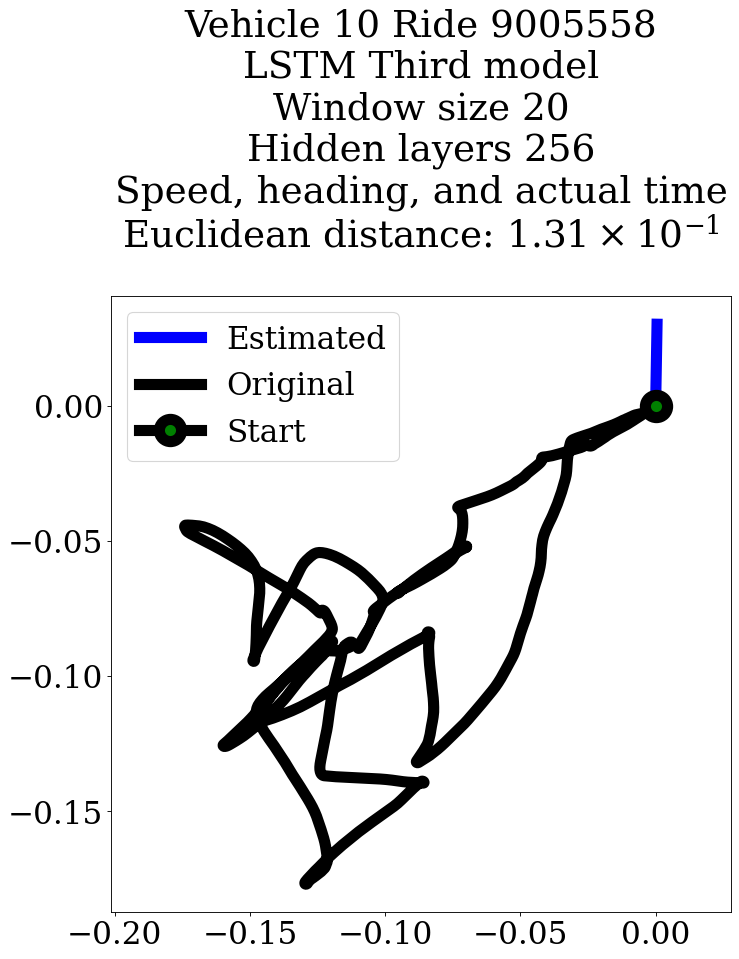 Vehicle 10 Ride 9005558
LSTM Third model
Window size 20
Hidden layers 256
Speed, heading, and actual time
Euclidean distance: 1.31 × 10⁻¹
Estimated
Original
Start
0.00
−0.05
−0.10
−0.15
−0.20 −0.15 −0.10 −0.05 0.00